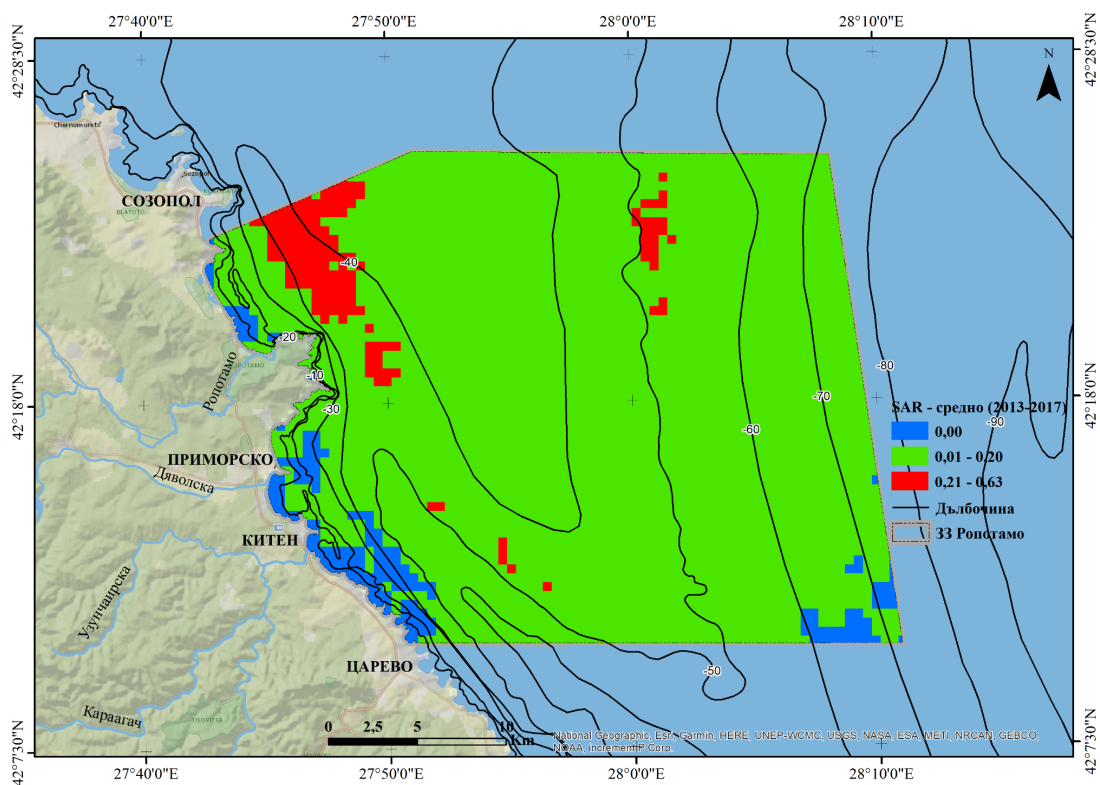 27°40'0"E 27°50'0"E 28°0'0"E 28°10'0"E
42°28'30"N 42°28'30"N
N
Chernomorets
Sozopol
СОЗОПОЛ
BLATOTO
-40
-20
Ропотамо
-10
-30
-80
42°18'0"N 42°18'0"N
-70
-60
-90
SAR - средно (2013-2017)
0,00
0,01 - 0,20
0,21 - 0,63
Дълбочина
ЗЗ Ропотамо
ПРИМОРСКО
Дяволска
КИТЕН
Узунчаирска
ЦАРЕВО
-50
Караагач
TISOVITSA
0 2,5 5 10
Km
National Geographic, Esri, Garmin, HERE, UNEP-WCMC, USGS, NASA, ESA, METI, NRCAN, GEBCO,
NOAA, increment P Corp.
42°7'30"N 42°7'30"N
27°40'0"E 27°50'0"E 28°0'0"E 28°10'0"E